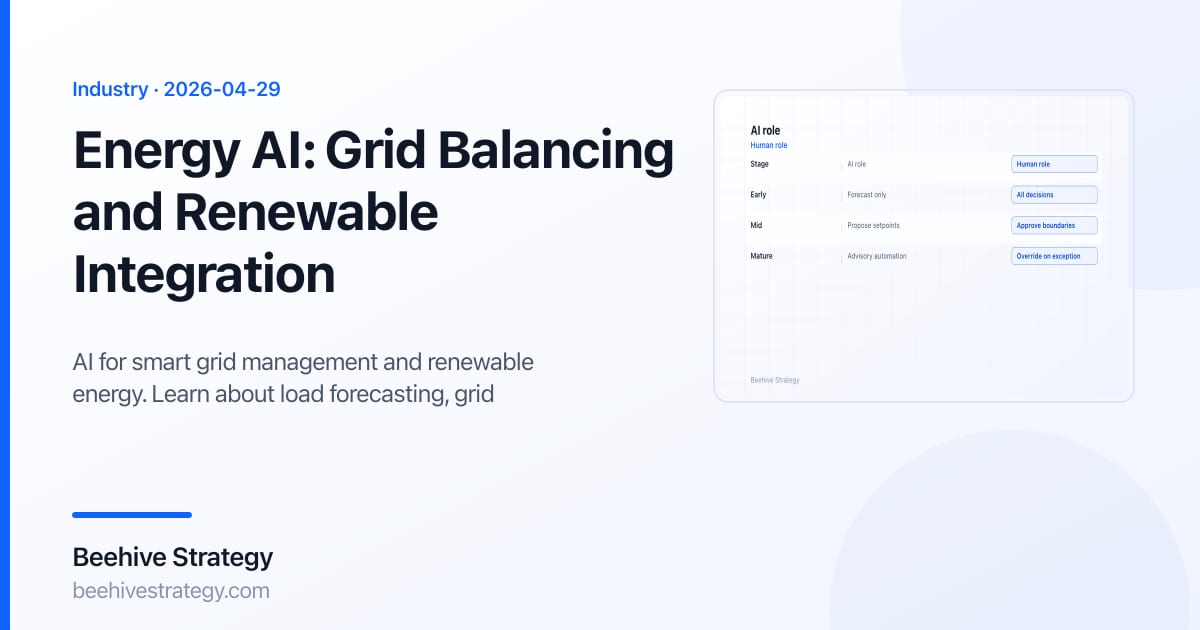 Industry · 2026-04-29
Energy AI: Grid Balancing
and Renewable
Integration
AI for smart grid management and renewable
energy. Learn about load forecasting, grid
Beehive Strategy
beehivestrategy.com
AI role
Human role
Stage AI role Human role
Early Forecast only All decisions
Mid Propose setpoints Approve boundaries
Mature Advisory automation Override on exception
Beehive Strategy